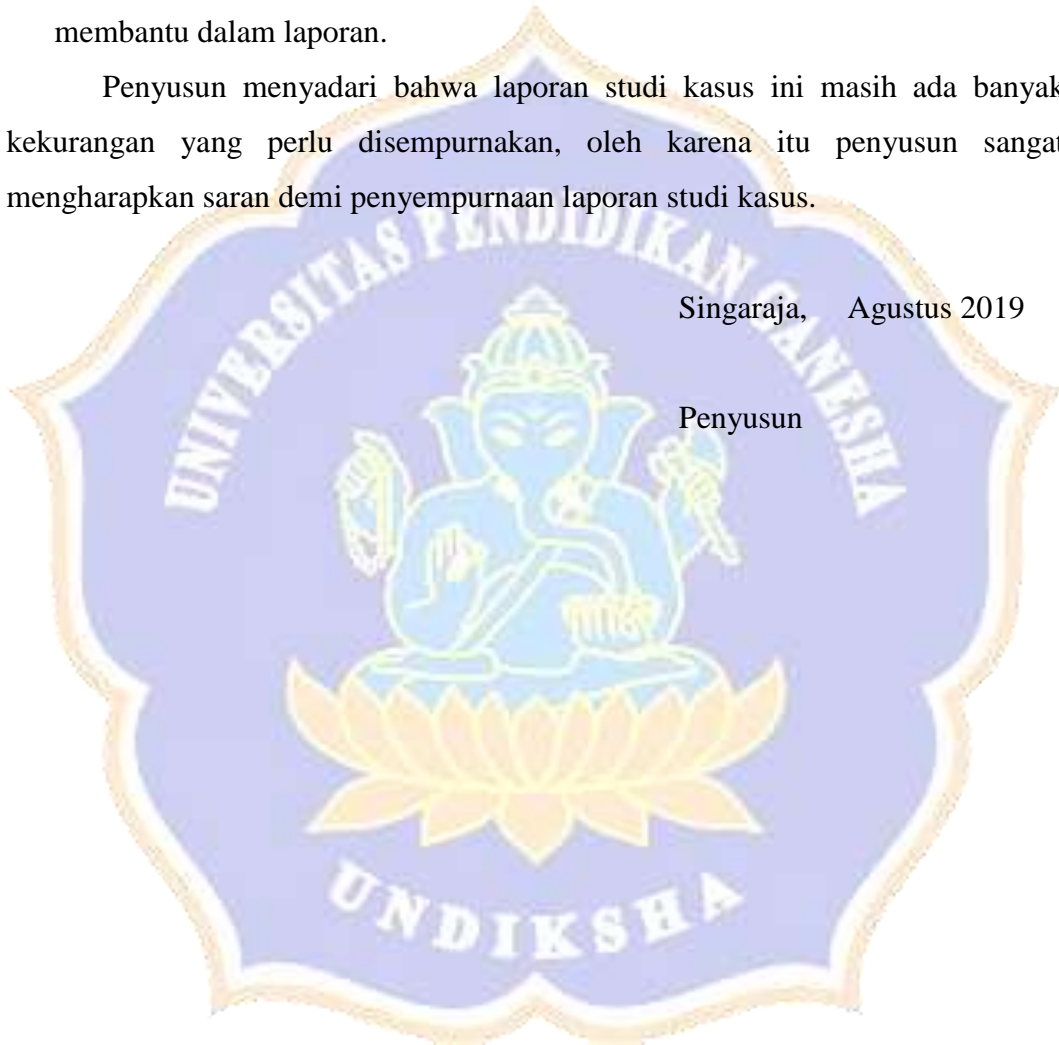 membantu dalam laporan.
Penyusun menyadari bahwa laporan studi kasus ini masih ada banyak
kekurangan yang perlu disempurnakan, oleh karena itu penyusun sangat
mengharapkan saran demi penyempurnaan laporan studi kasus.
UNIVERSITAS PENDIDIKAN GANESHA
Singaraja, Agustus 2019
Penyusun
UNDIKSHA